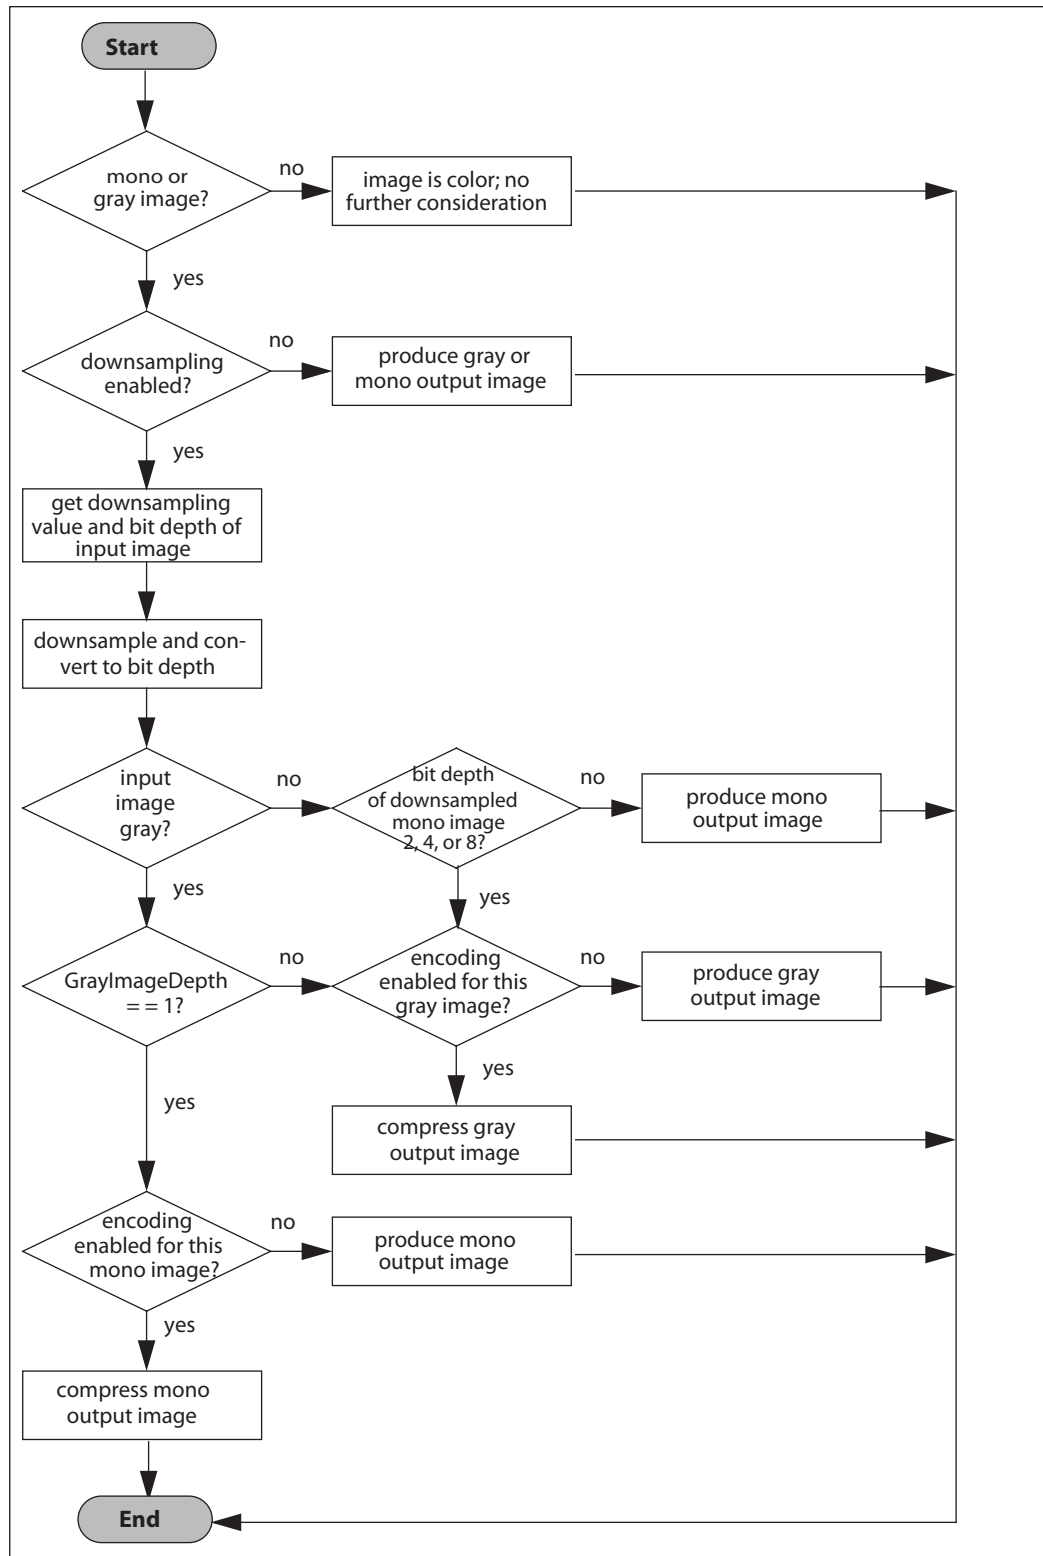 Start
mono or
gray image?
no
image is color; no
further consideration
yes
downsampling
enabled?
no
produce gray or
mono output image
yes
get downsampling
value and bit depth of
input image
downsample and con-
vert to bit depth
input
image
gray?
no
bit depth
of downsampled
mono image
2, 4, or 8?
no
produce mono
output image
yes
yes
GrayImageDepth
= = 1?
no
encoding
enabled for this
gray image?
no
produce gray
output image
yes
yes
compress gray
output image
encoding
enabled for this
mono image?
no
produce mono
output image
yes
compress mono
output image
End